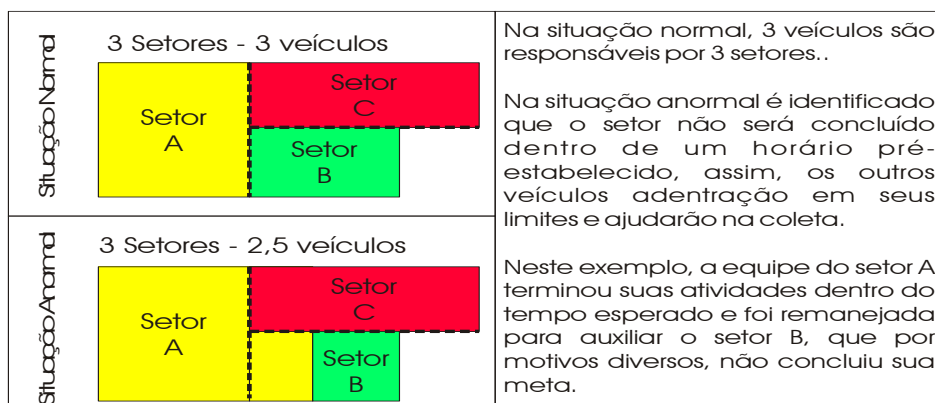 Situação Normal
3 Setores - 3 veículos
Setor
A
Setor
C
Setor
B
Na situação normal, 3 veículos são
responsáveis por 3 setores..
Na situação anormal é identificado
que o setor não será concluído
dentro de um horário pré-
estabelecido, assim, os outros
veículos adentração em seus
limites e ajudarão na coleta.
Neste exemplo, a equipe do setor A
terminou suas atividades dentro do
tempo esperado e foi remanejada
para auxiliar o setor B, que por
motivos diversos, não concluiu sua
meta.
Situação Anormal
3 Setores - 2,5 veículos
Setor
A
Setor
C
Setor
B